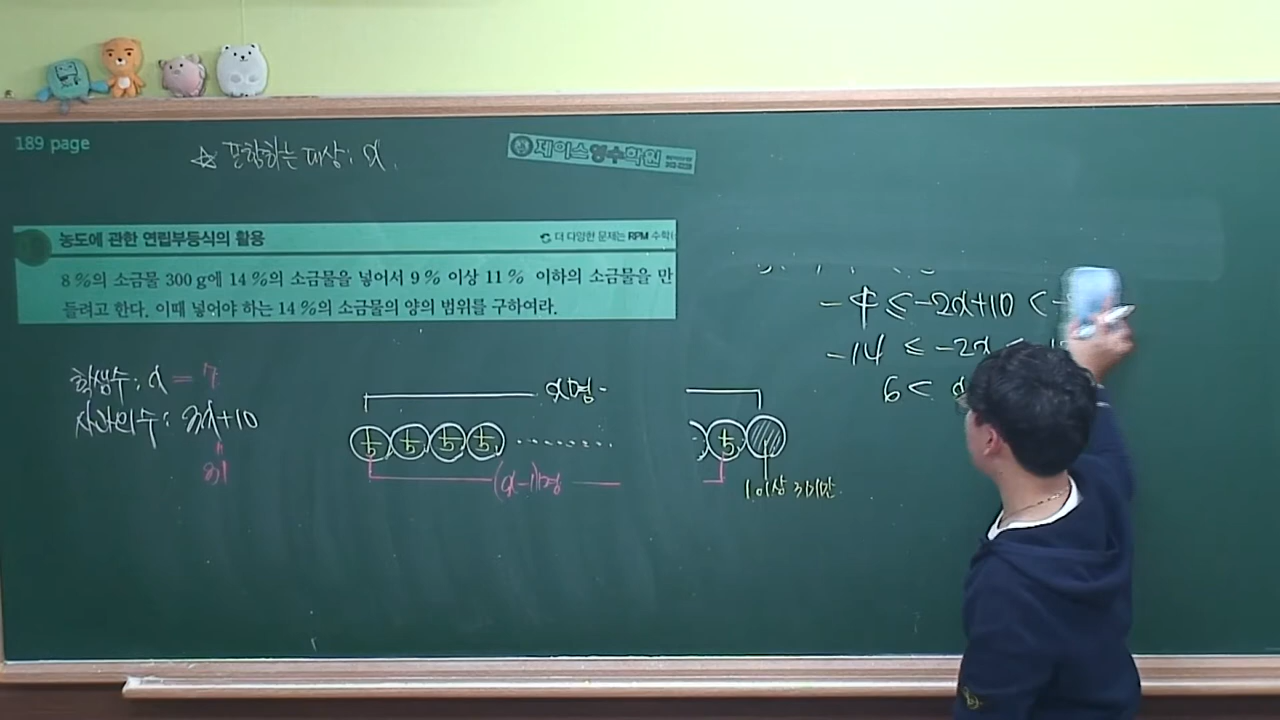 189 page
☆ 포함하는 대상: x.
제이스영수학원
농도에 관한 연립부등식의 활용
더 다양한 문제는 RPM 수학(
8%의 소금물 300 g에 14%의 소금물을 넣어서 9% 이상 11% 이하의 소금물을 만
들려고 한다. 이때 넣어야 하는 14%의 소금물의 양의 범위를 구하여라.
학생수: x = 7
사과의수: 3x+10
"
31
x명
5 5 5 5 ........ 5
(x-1)명
1이상 3미만
-4 ≤ -2x+10 <
-14 ≤ -2x <
6 <